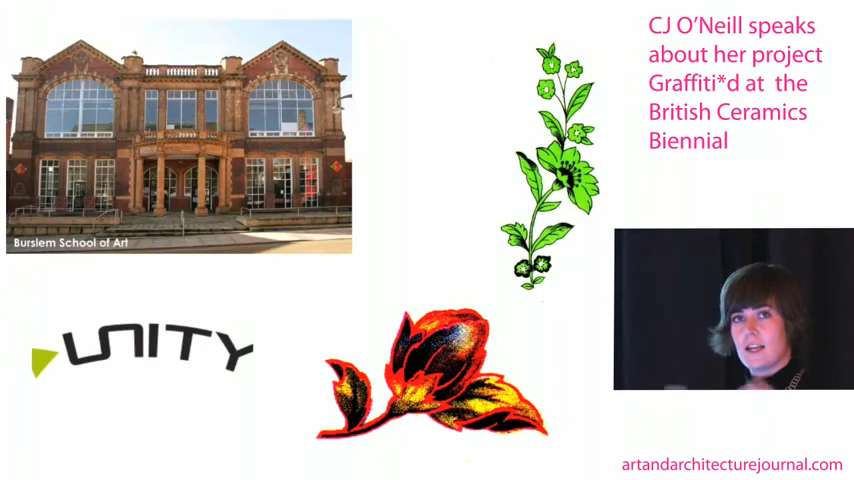 CJ O’Neill speaks
about her project
Graffiti*d at the
British Ceramics
Biennial
Burslem School of Art
UNITY
artandarchitecturejournal.com